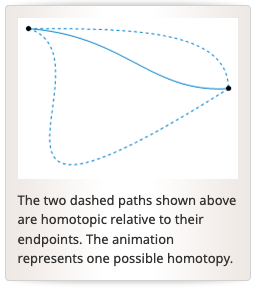 The two dashed paths shown above
are homotopic relative to their
endpoints. The animation
represents one possible homotopy.